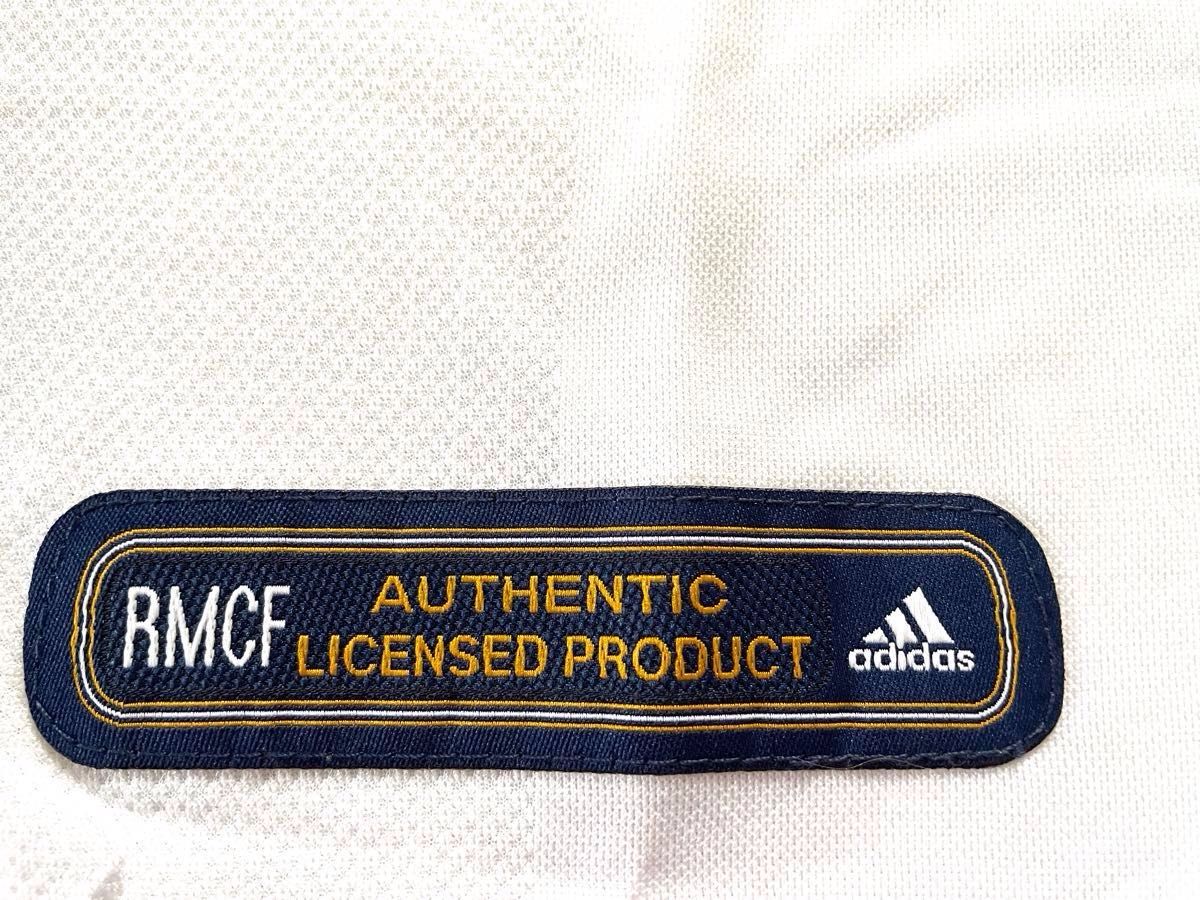 RMCF
AUTHENTIC
LICENSED PRODUCT
adidas